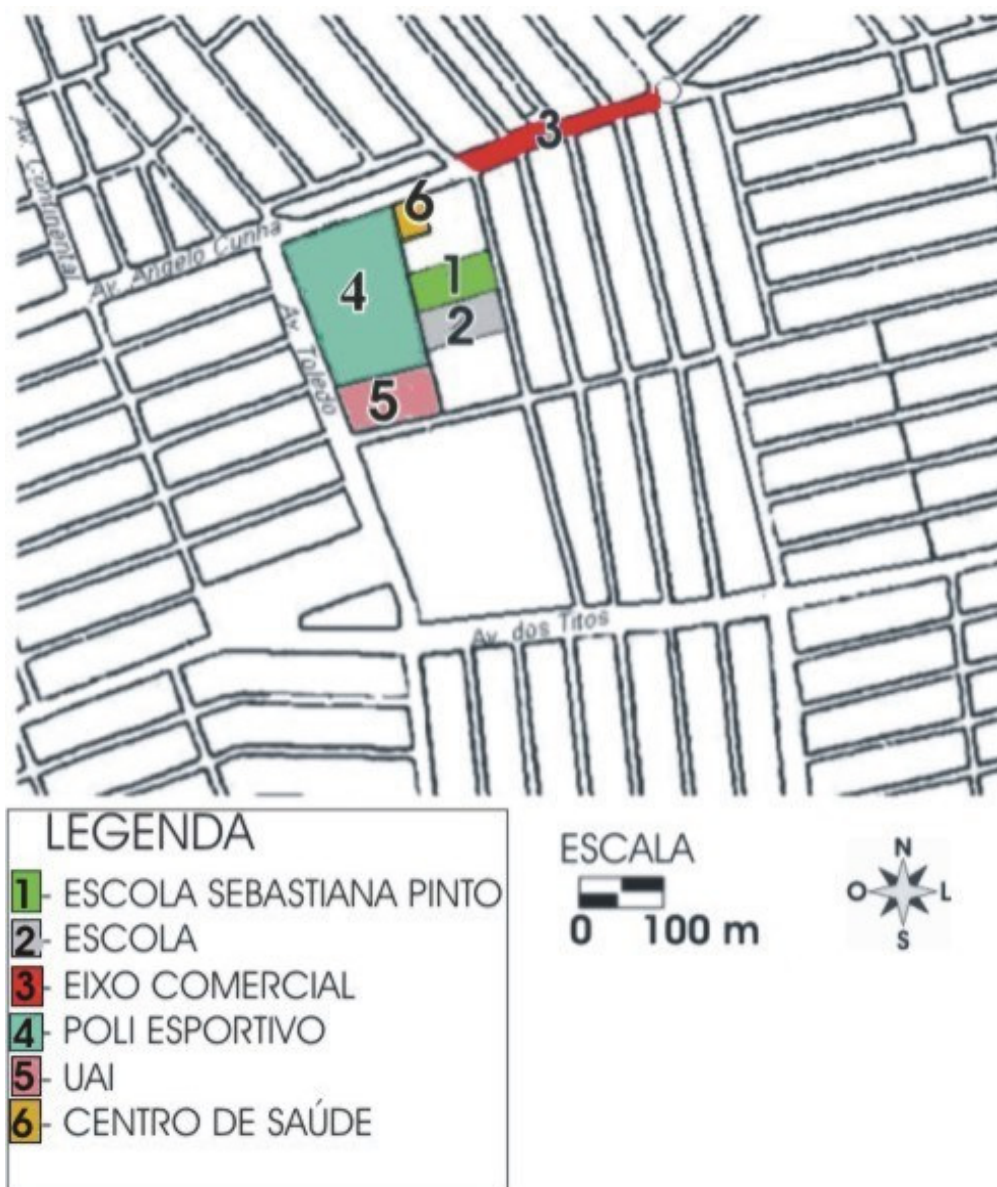 Av. Continental
Av. Angelo Cunha
Av. Toledo
Av. dos Titos
3
6
1
4
2
5
LEGENDA
1 - ESCOLA SEBASTIANA PINTO
2 - ESCOLA
3 - EIXO COMERCIAL
4 - POLI ESPORTIVO
5 - UAI
6 - CENTRO DE SAÚDE
ESCALA
0 100 m
N
O L
S